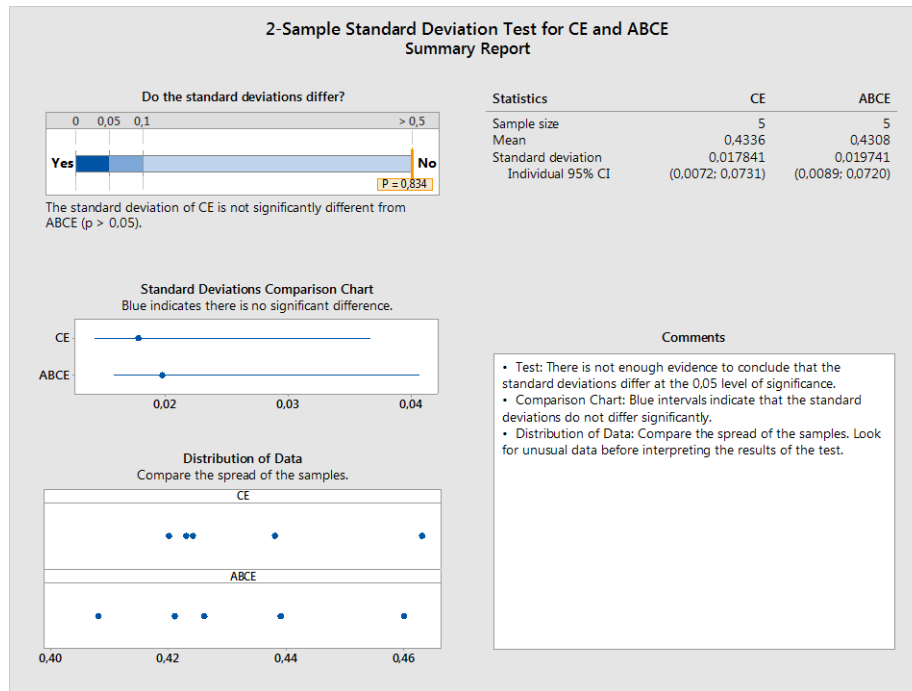 2-Sample Standard Deviation Test for CE and ABCE
Summary Report
Do the standard deviations differ?
0 0,05 0,1 > 0,5
Yes No
P = 0,834
The standard deviation of CE is not significantly different from
ABCE (p > 0,05).
Statistics CE ABCE
Sample size 5 5
Mean 0,4336 0,4308
Standard deviation 0,017841 0,019741
Individual 95% CI (0,0072; 0,0731) (0,0089; 0,0720)
Standard Deviations Comparison Chart
Blue indicates there is no significant difference.
CE
ABCE
0,02 0,03 0,04
Distribution of Data
Compare the spread of the samples.
CE
ABCE
0,40 0,42 0,44 0,46
Comments
• Test: There is not enough evidence to conclude that the
standard deviations differ at the 0,05 level of significance.
• Comparison Chart: Blue intervals indicate that the standard
deviations do not differ significantly.
• Distribution of Data: Compare the spread of the samples. Look
for unusual data before interpreting the results of the test.